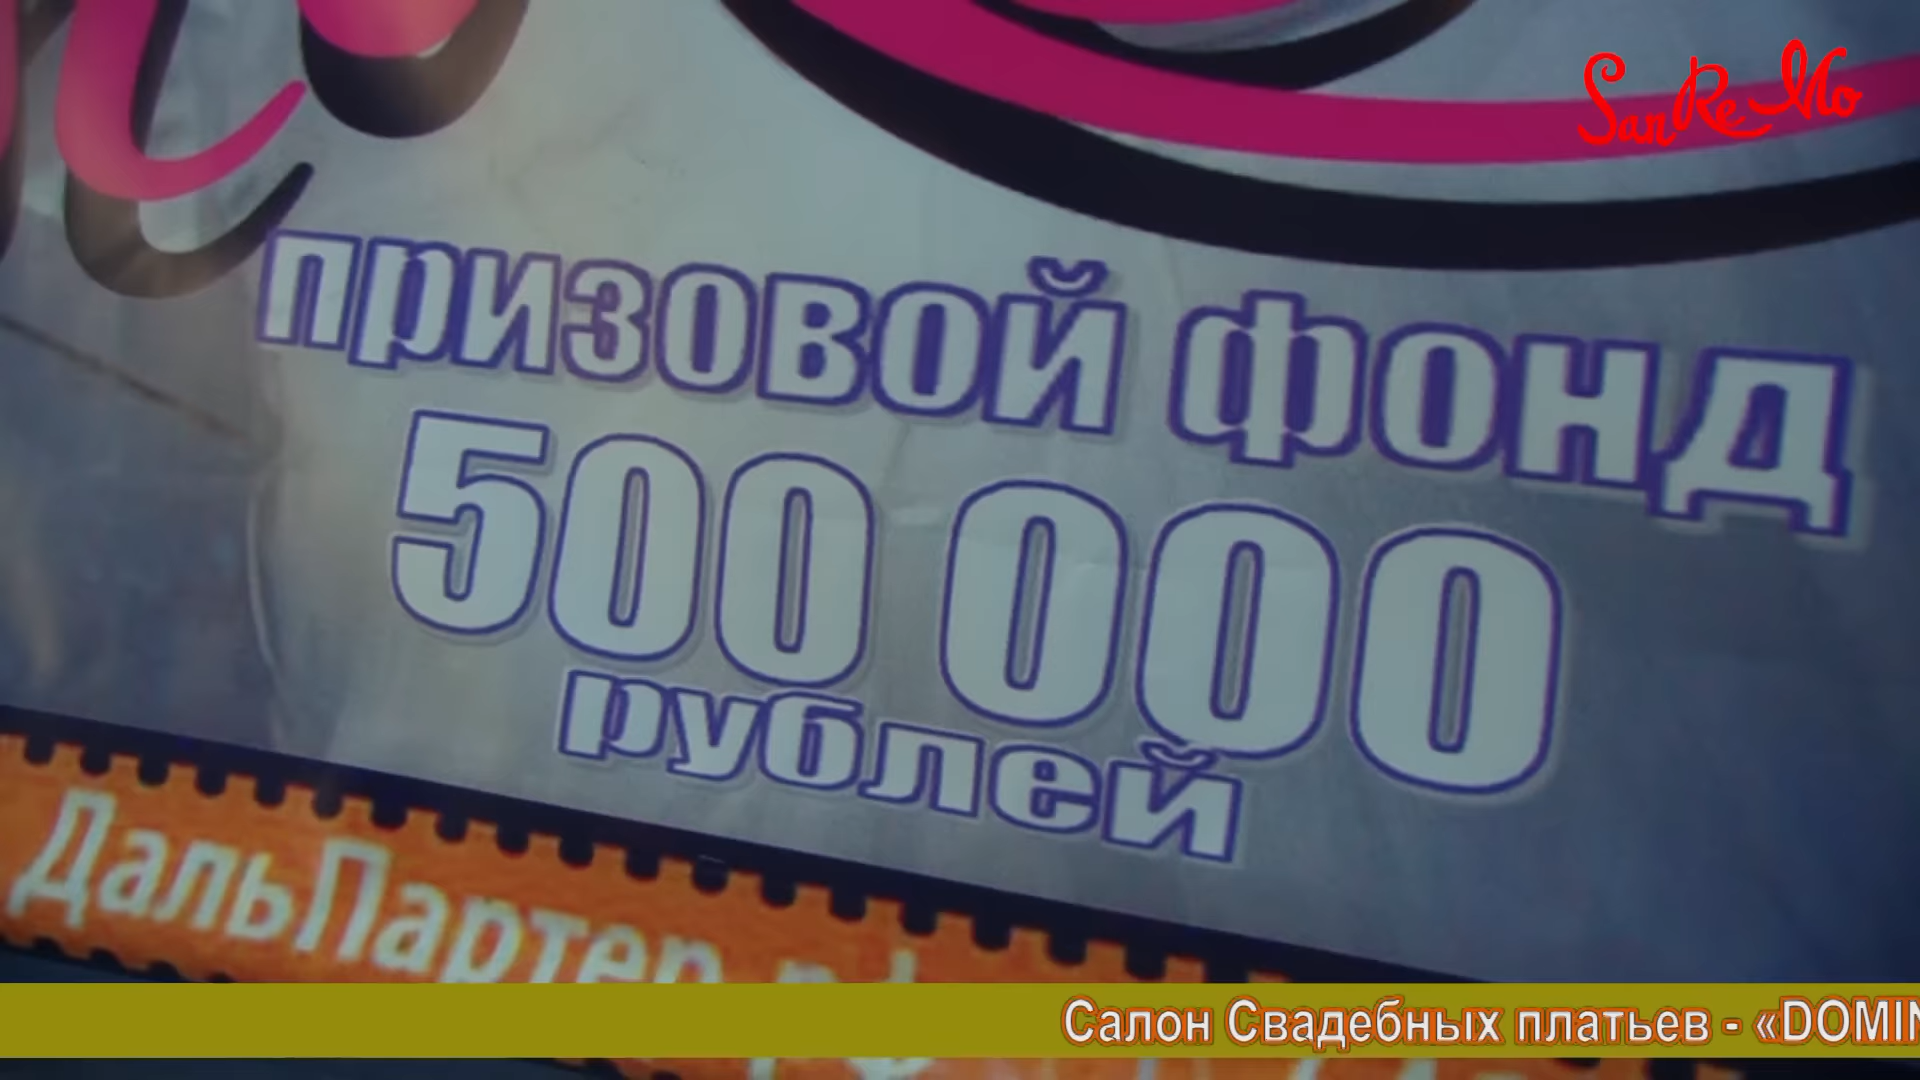 SanReMo
призовой фонд
500 000
рублей
ДальПартер
Салон Свадебных платьев - «DOMIN